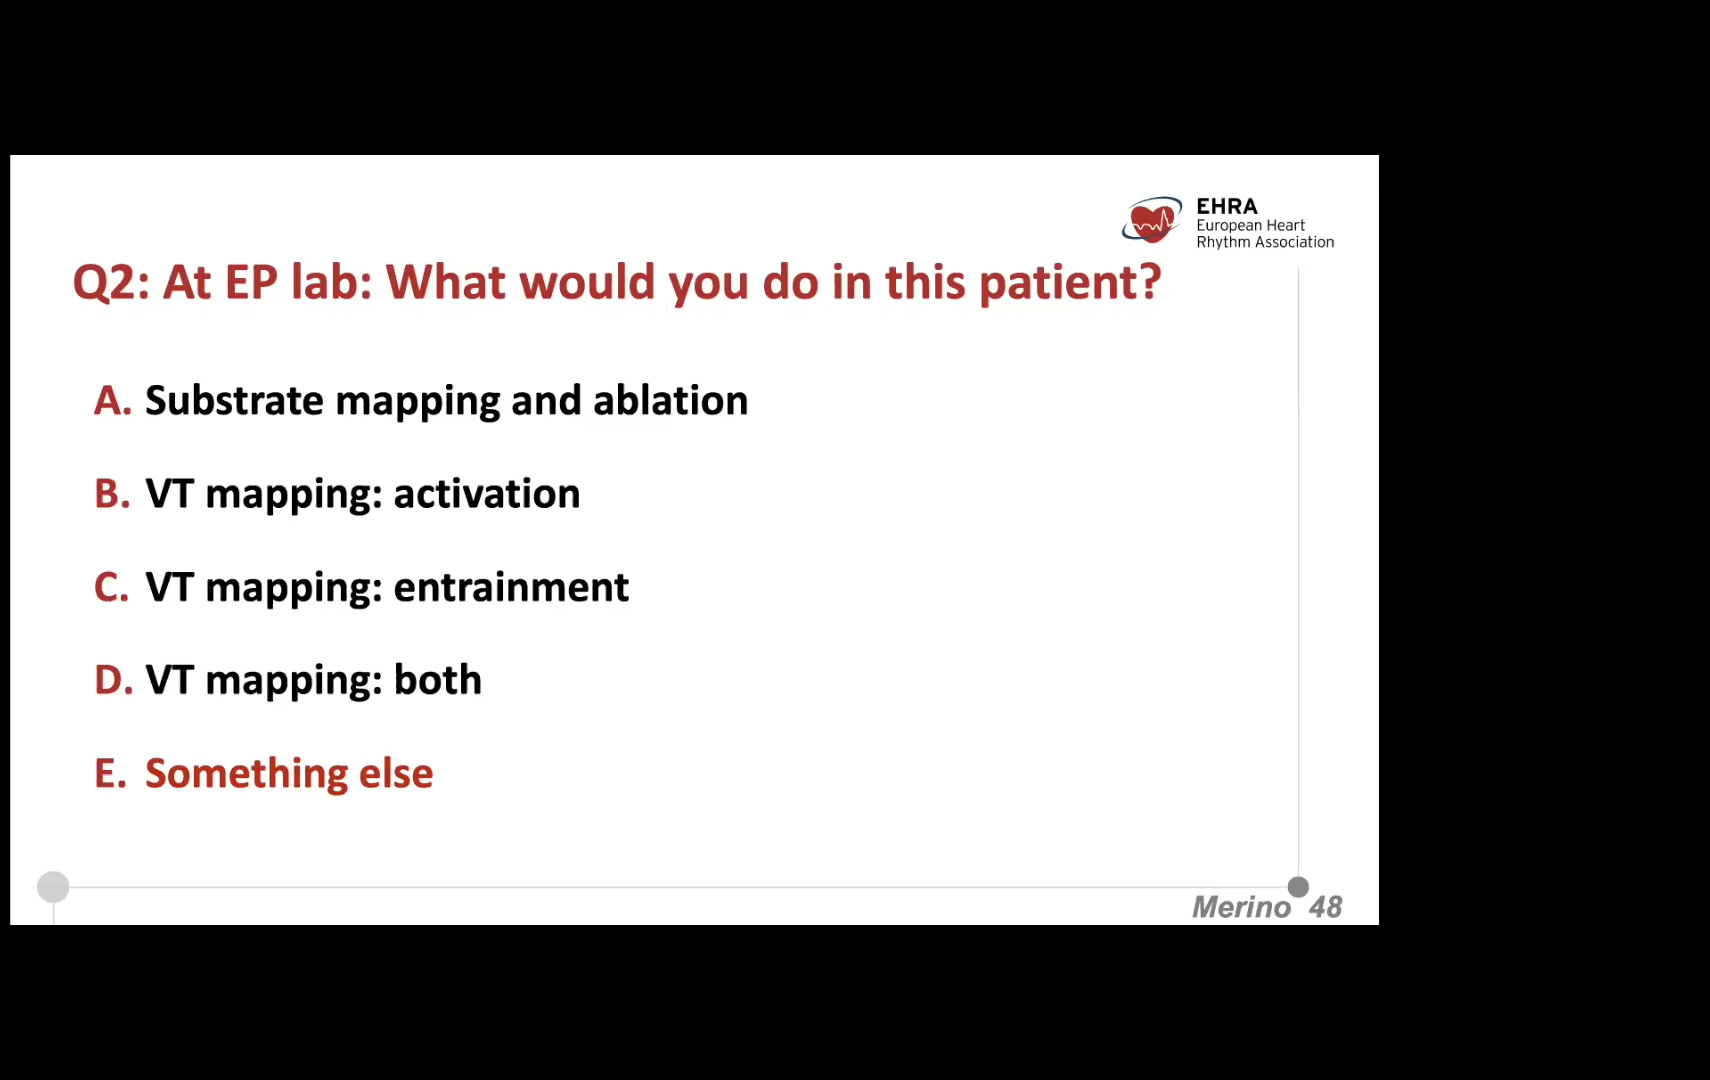 EHRA
European Heart
Rhythm Association
Q2: At EP lab: What would you do in this patient?
A. Substrate mapping and ablation
B. VT mapping: activation
C. VT mapping: entrainment
D. VT mapping: both
E. Something else
Merino 48